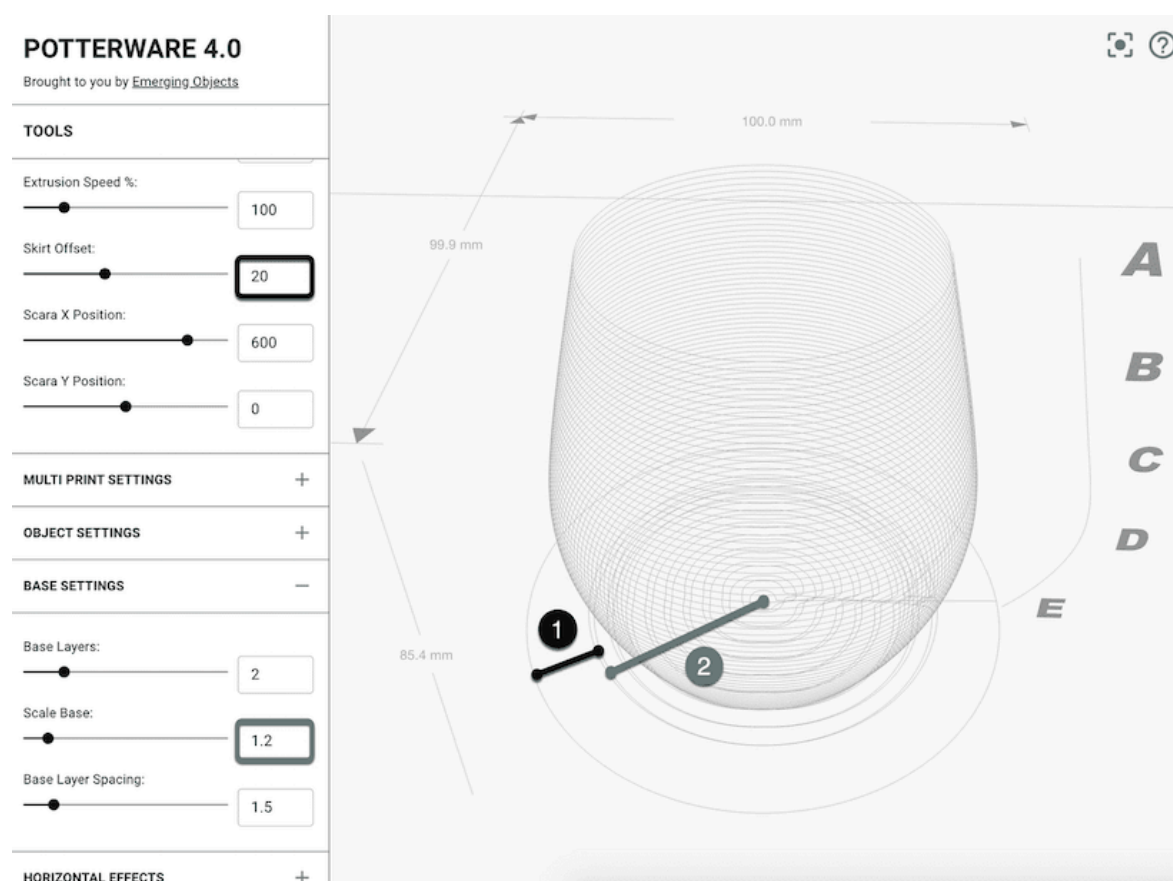 POTTERWARE 4.0
Brought to you by Emerging Objects
TOOLS
Extrusion Speed %:
100
Skirt Offset:
20
Scara X Position:
600
Scara Y Position:
0
MULTI PRINT SETTINGS +
OBJECT SETTINGS +
BASE SETTINGS −
Base Layers:
2
Scale Base:
1.2
Base Layer Spacing:
1.5
HORIZONTAL EFFECTS +
?
100.0 mm
99.9 mm
85.4 mm
A
B
C
D
E
1
2